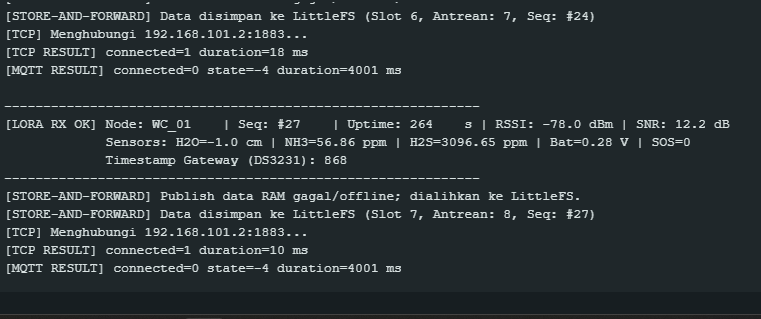 [STORE-AND-FORWARD] Data disimpan ke LittleFS (Slot 6, Antrean: 7, Seq: #24)
[TCP] Menghubungi 192.168.101.2:1883...
[TCP RESULT] connected=1 duration=18 ms
[MQTT RESULT] connected=0 state=-4 duration=4001 ms
-------------------------------------------------------------
[LORA RX OK] Node: WC_01    | Seq: #27    | Uptime: 264    s | RSSI: -78.0 dBm | SNR: 12.2 dB
Sensors: H2O=-1.0 cm | NH3=56.86 ppm | H2S=3096.65 ppm | Bat=0.28 V | SOS=0
Timestamp Gateway (DS3231): 868
-------------------------------------------------------------
[STORE-AND-FORWARD] Publish data RAM gagal/offline; dialihkan ke LittleFS.
[STORE-AND-FORWARD] Data disimpan ke LittleFS (Slot 7, Antrean: 8, Seq: #27)
[TCP] Menghubungi 192.168.101.2:1883...
[TCP RESULT] connected=1 duration=10 ms
[MQTT RESULT] connected=0 state=-4 duration=4001 ms